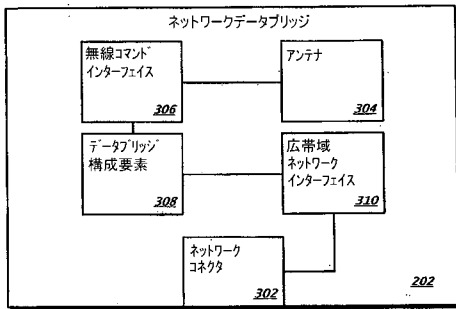 ネットワークデータブリッジ
無線コマンド
インターフェイス
306
アンテナ
304
データブリッジ
構成要素
308
広帯域
ネットワーク
インターフェイス
310
ネットワーク
コネクタ
302
202